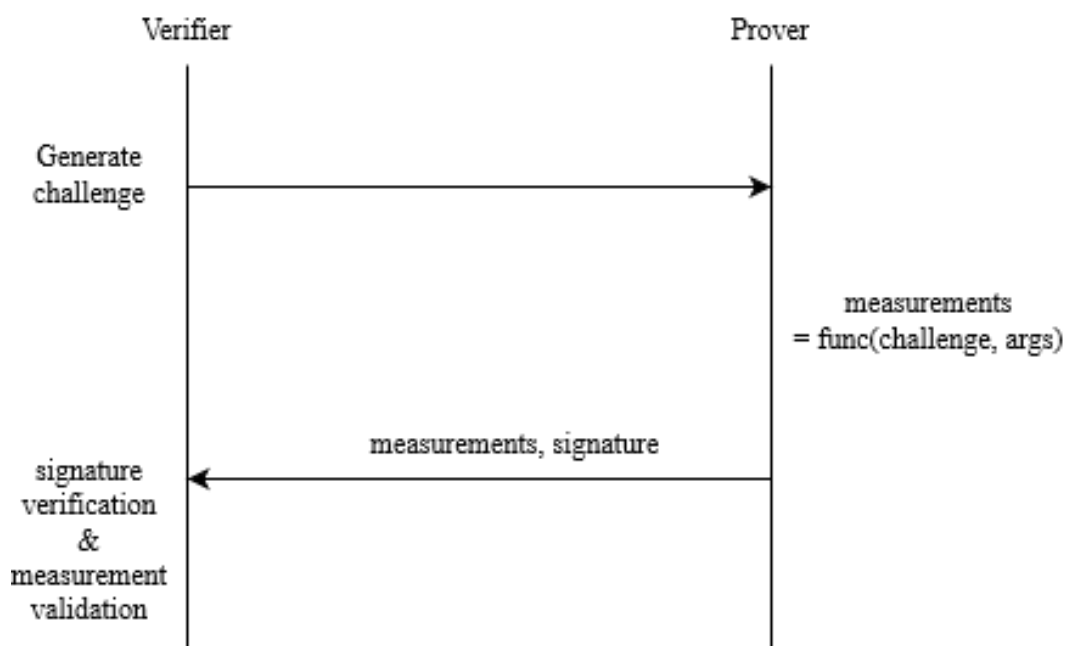 Verifier
Prover
Generate
challenge
measurements
= func(challenge, args)
measurements, signature
signature
verification
&
measurement
validation